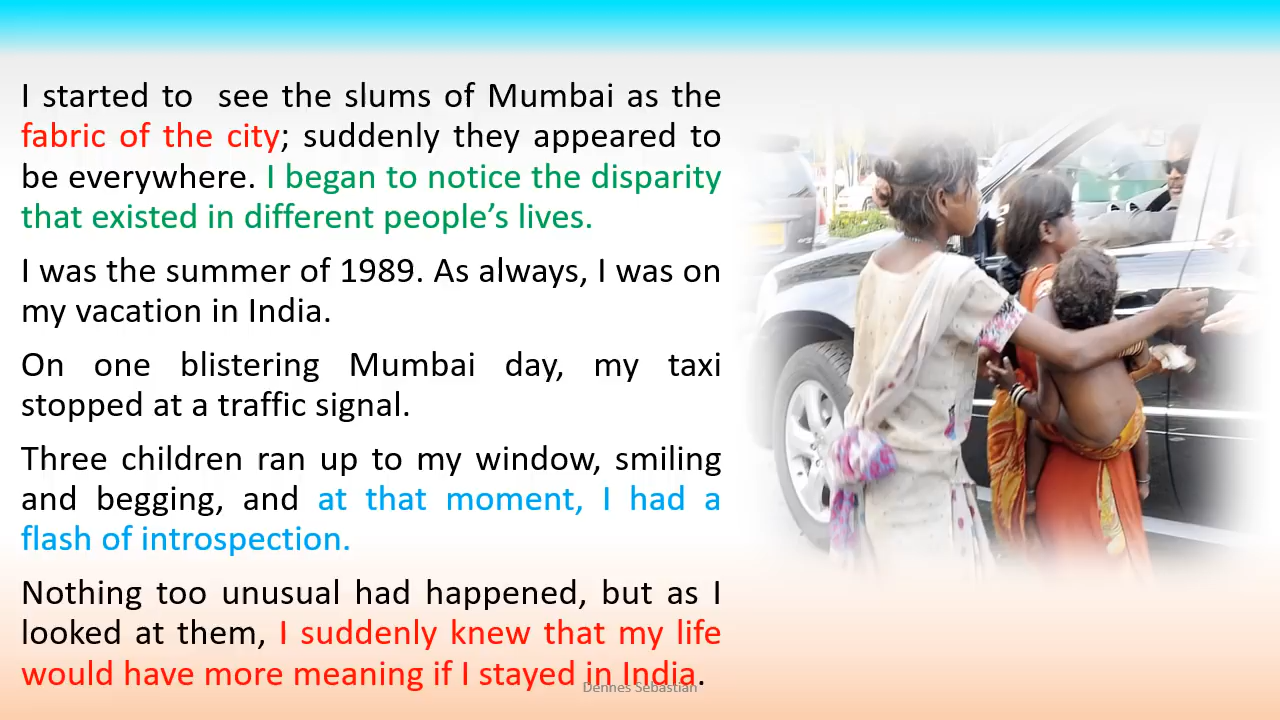 I started to  see the slums of Mumbai as the
fabric of the city; suddenly they appeared to
be everywhere. I began to notice the disparity
that existed in different people’s lives.
I was the summer of 1989. As always, I was on
my vacation in India.
On one blistering Mumbai day, my taxi
stopped at a traffic signal.
Three children ran up to my window, smiling
and begging, and at that moment, I had a
flash of introspection.
Nothing too unusual had happened, but as I
looked at them, I suddenly knew that my life
would have more meaning if I stayed in India.
Dennes Sebastian